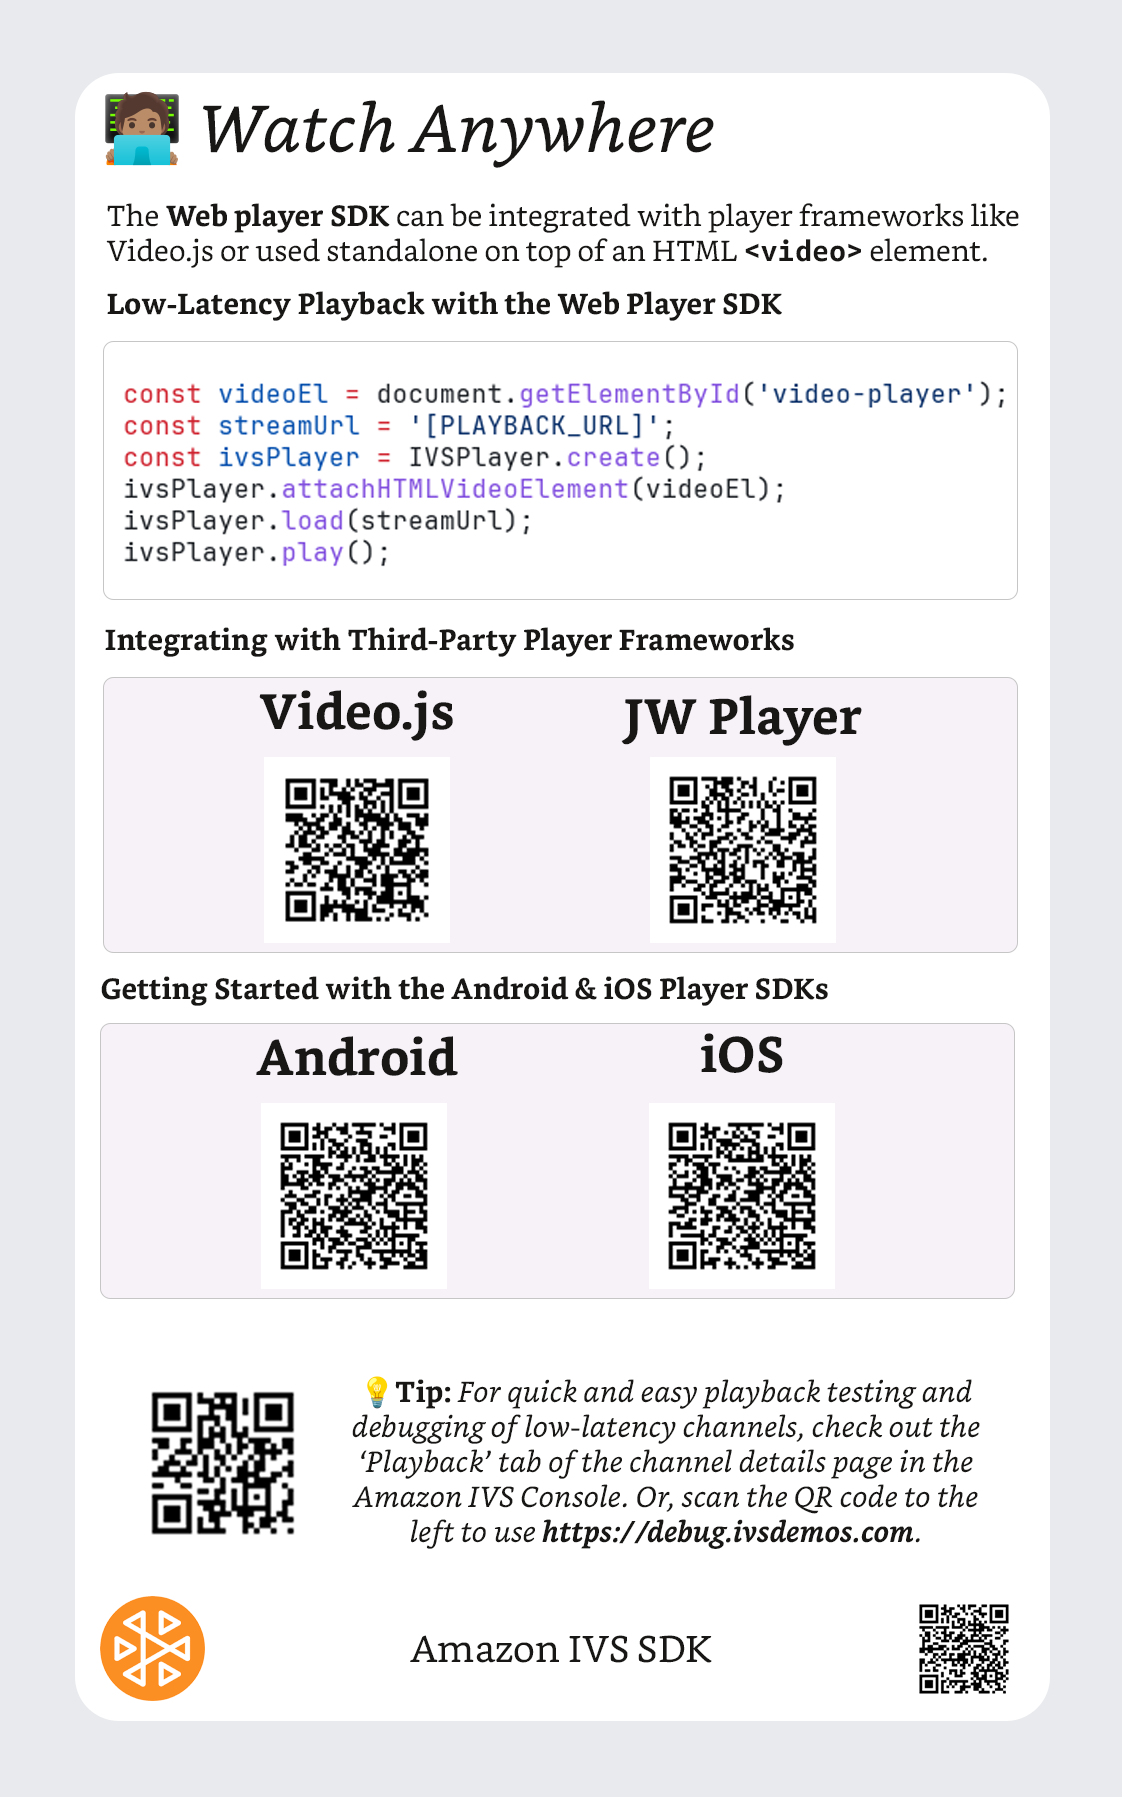 Watch Anywhere
The Web player SDK can be integrated with player frameworks like
Video.js or used standalone on top of an HTML <video> element.
Low-Latency Playback with the Web Player SDK
const videoEl = document.getElementById('video-player');
const streamUrl = '[PLAYBACK_URL]';
const ivsPlayer = IVSPlayer.create();
ivsPlayer.attachHTMLVideoElement(videoEl);
ivsPlayer.load(streamUrl);
ivsPlayer.play();
Integrating with Third-Party Player Frameworks
Video.js
JW Player
Getting Started with the Android & iOS Player SDKs
Android
iOS
💡Tip: For quick and easy playback testing and
debugging of low-latency channels, check out the
‘Playback’ tab of the channel details page in the
Amazon IVS Console. Or, scan the QR code to the
left to use https://debug.ivsdemos.com.
Amazon IVS SDK